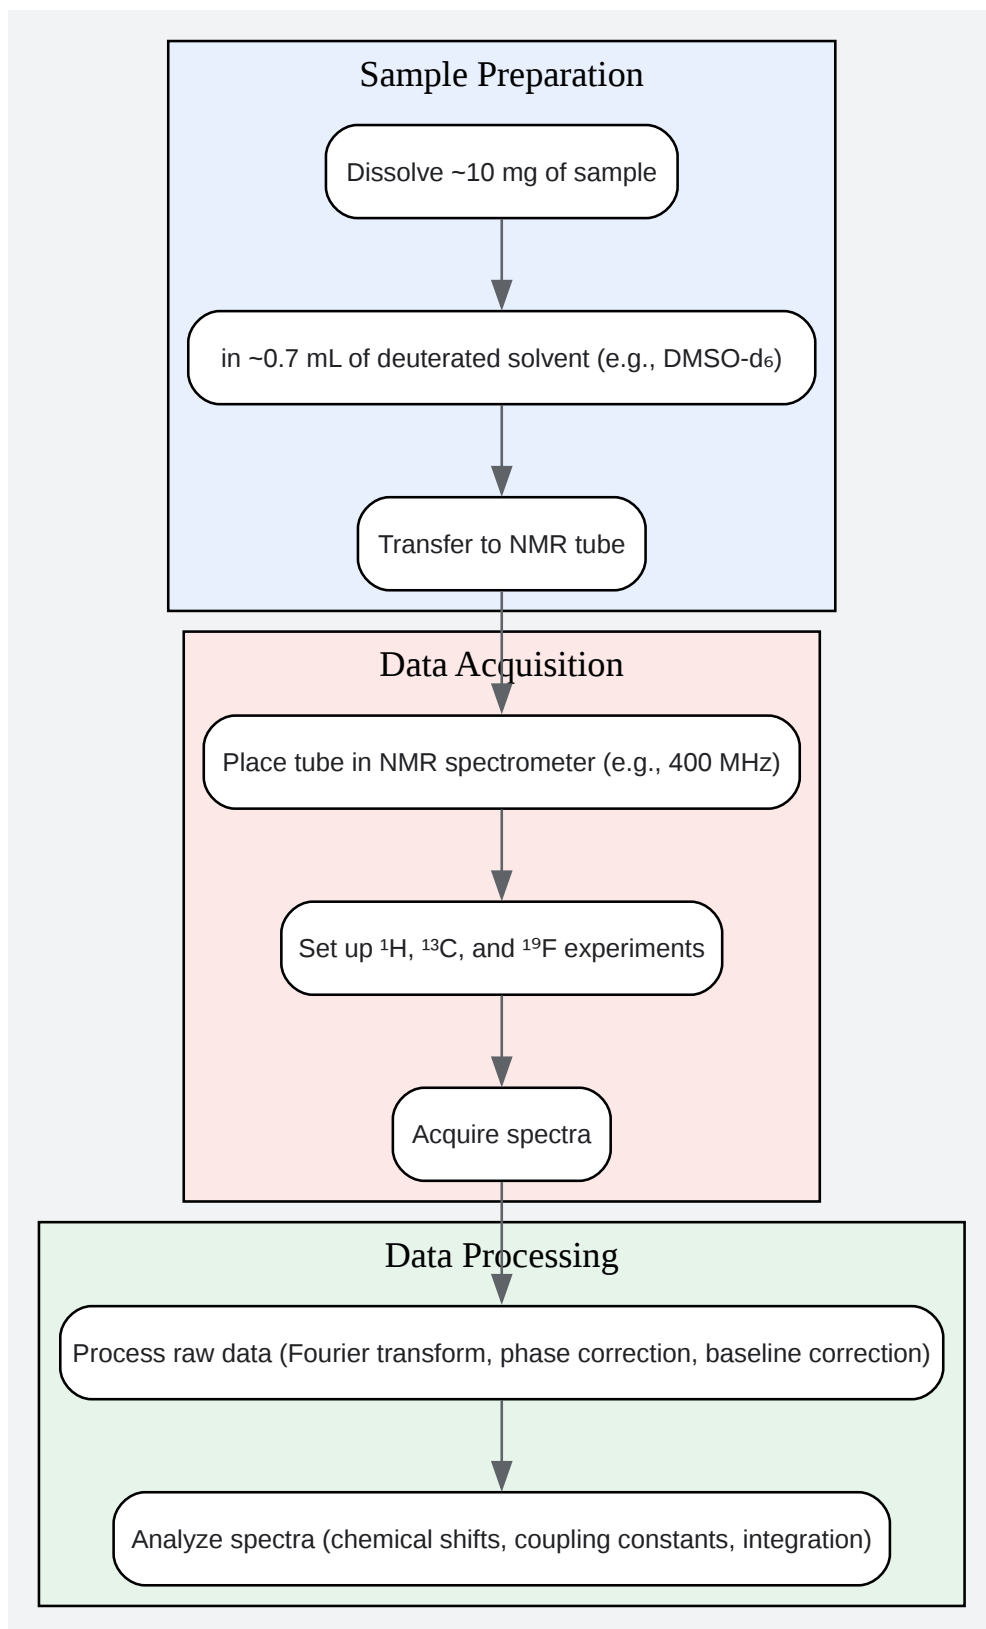 Sample Preparation
Dissolve ~10 mg of sample
in ~0.7 mL of deuterated solvent (e.g., DMSO-d₆)
Transfer to NMR tube
Data Acquisition
Place tube in NMR spectrometer (e.g., 400 MHz)
Set up ¹H, ¹³C, and ¹⁹F experiments
Acquire spectra
Data Processing
Process raw data (Fourier transform, phase correction, baseline correction)
Analyze spectra (chemical shifts, coupling constants, integration)